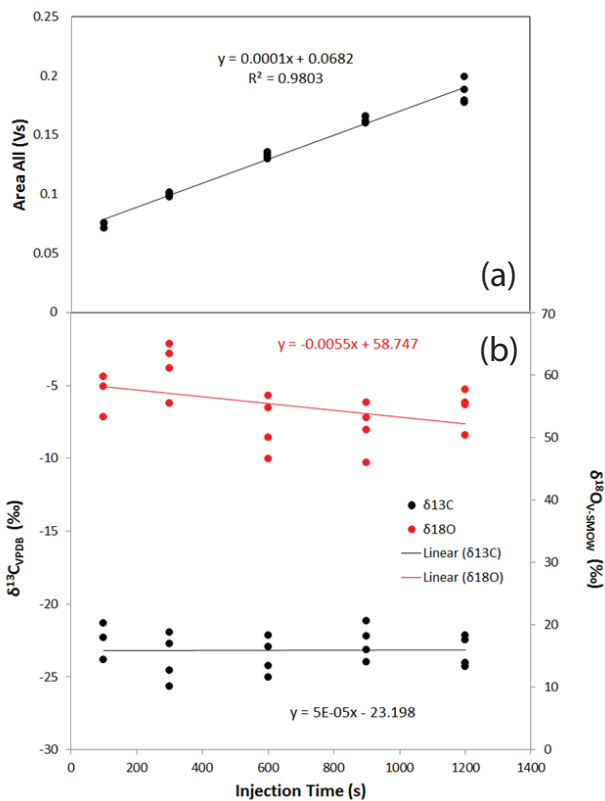 0.25
y = 0.0001x + 0.0682
R² = 0.9803
0.2
0.15
Area All (Vs)
0.1
0.05
0
(a)
0
70
(b)
y = -0.0055x + 58.747
-5
60
50
-10
δ13C
δ18O
Linear (δ13C)
Linear (δ18O)
40
-15
δ¹³C_VPDB (‰)
δ¹⁸O_V-SMOW (‰)
30
-20
20
-25
10
y = 5E-05x - 23.198
-30
0
0 200 400 600 800 1000 1200 1400
Injection Time (s)